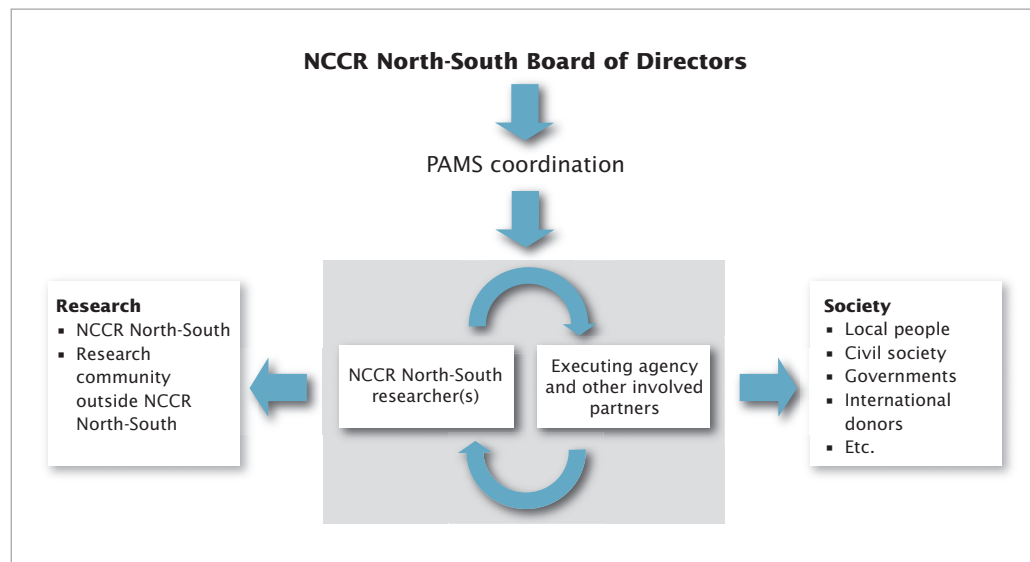 NCCR North-South Board of Directors
PAMS coordination
Research
▪ NCCR North-South
▪ Research
community
outside NCCR
North-South
NCCR North-South
researcher(s)
Executing agency
and other involved
partners
Society
▪ Local people
▪ Civil society
▪ Governments
▪ International
donors
▪ Etc.